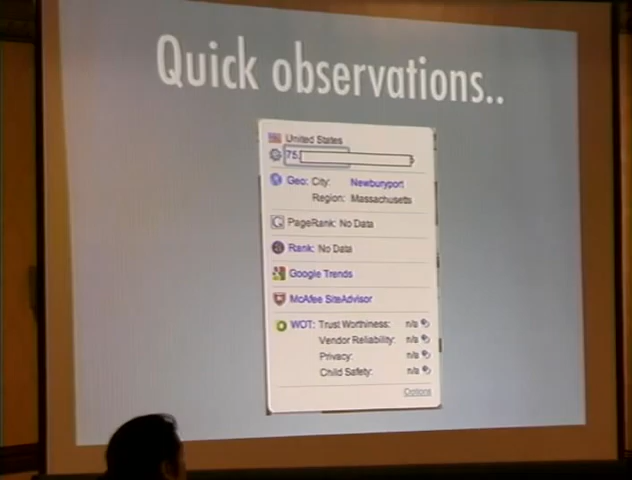 Quick observations..
United States
75.
Geo: City: Newburyport
Region: Massachusetts
PageRank: No Data
Rank: No Data
Google Trends
McAfee SiteAdvisor
WOT: Trust Worthiness: n/a
Vendor Reliability: n/a
Privacy: n/a
Child Safety: n/a
Options